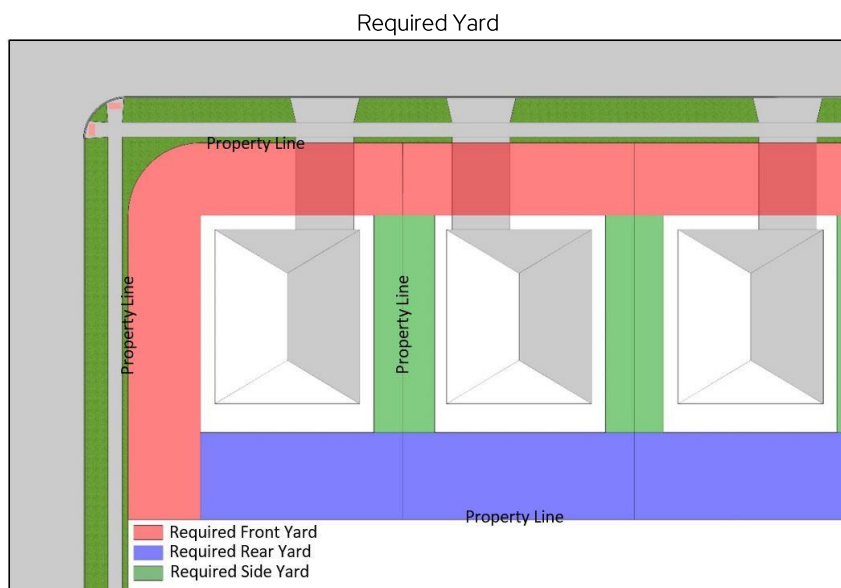 Required Yard
Property Line
Property Line
Property Line
Property Line
Required Front Yard
Required Rear Yard
Required Side Yard